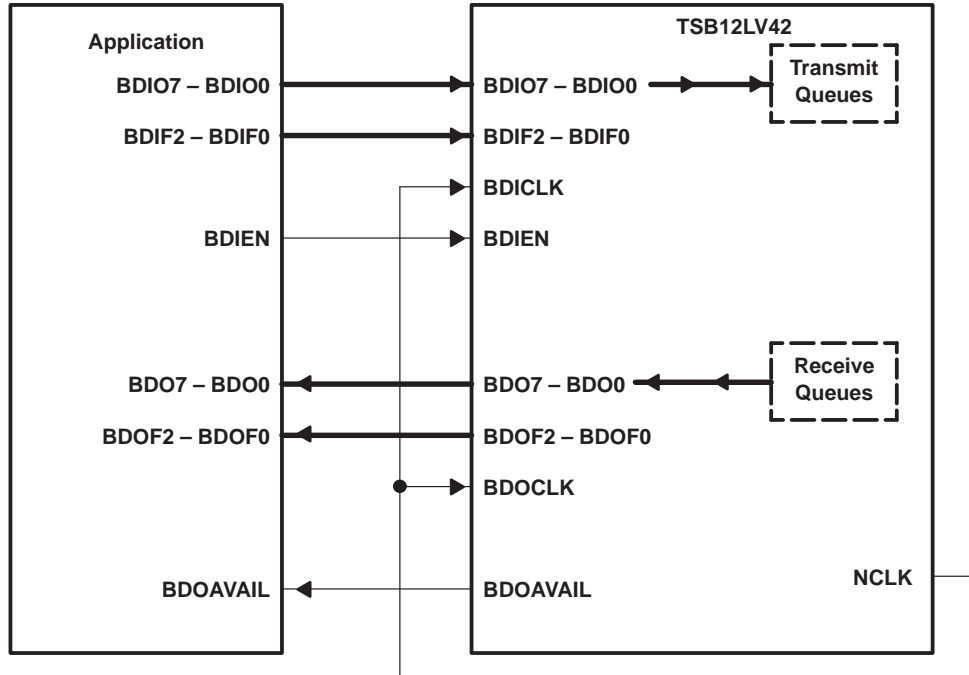 TSB12LV42
Application
Transmit
Queues
BDIO7 – BDIO0
BDIO7 – BDIO0
BDIF2 – BDIF0
BDIF2 – BDIF0
BDICLK
BDIEN
BDIEN
Receive
Queues
BDO7 – BDO0
BDO7 – BDO0
BDOF2 – BDOF0
BDOF2 – BDOF0
BDOCLK
NCLK
BDOAVAIL
BDOAVAIL